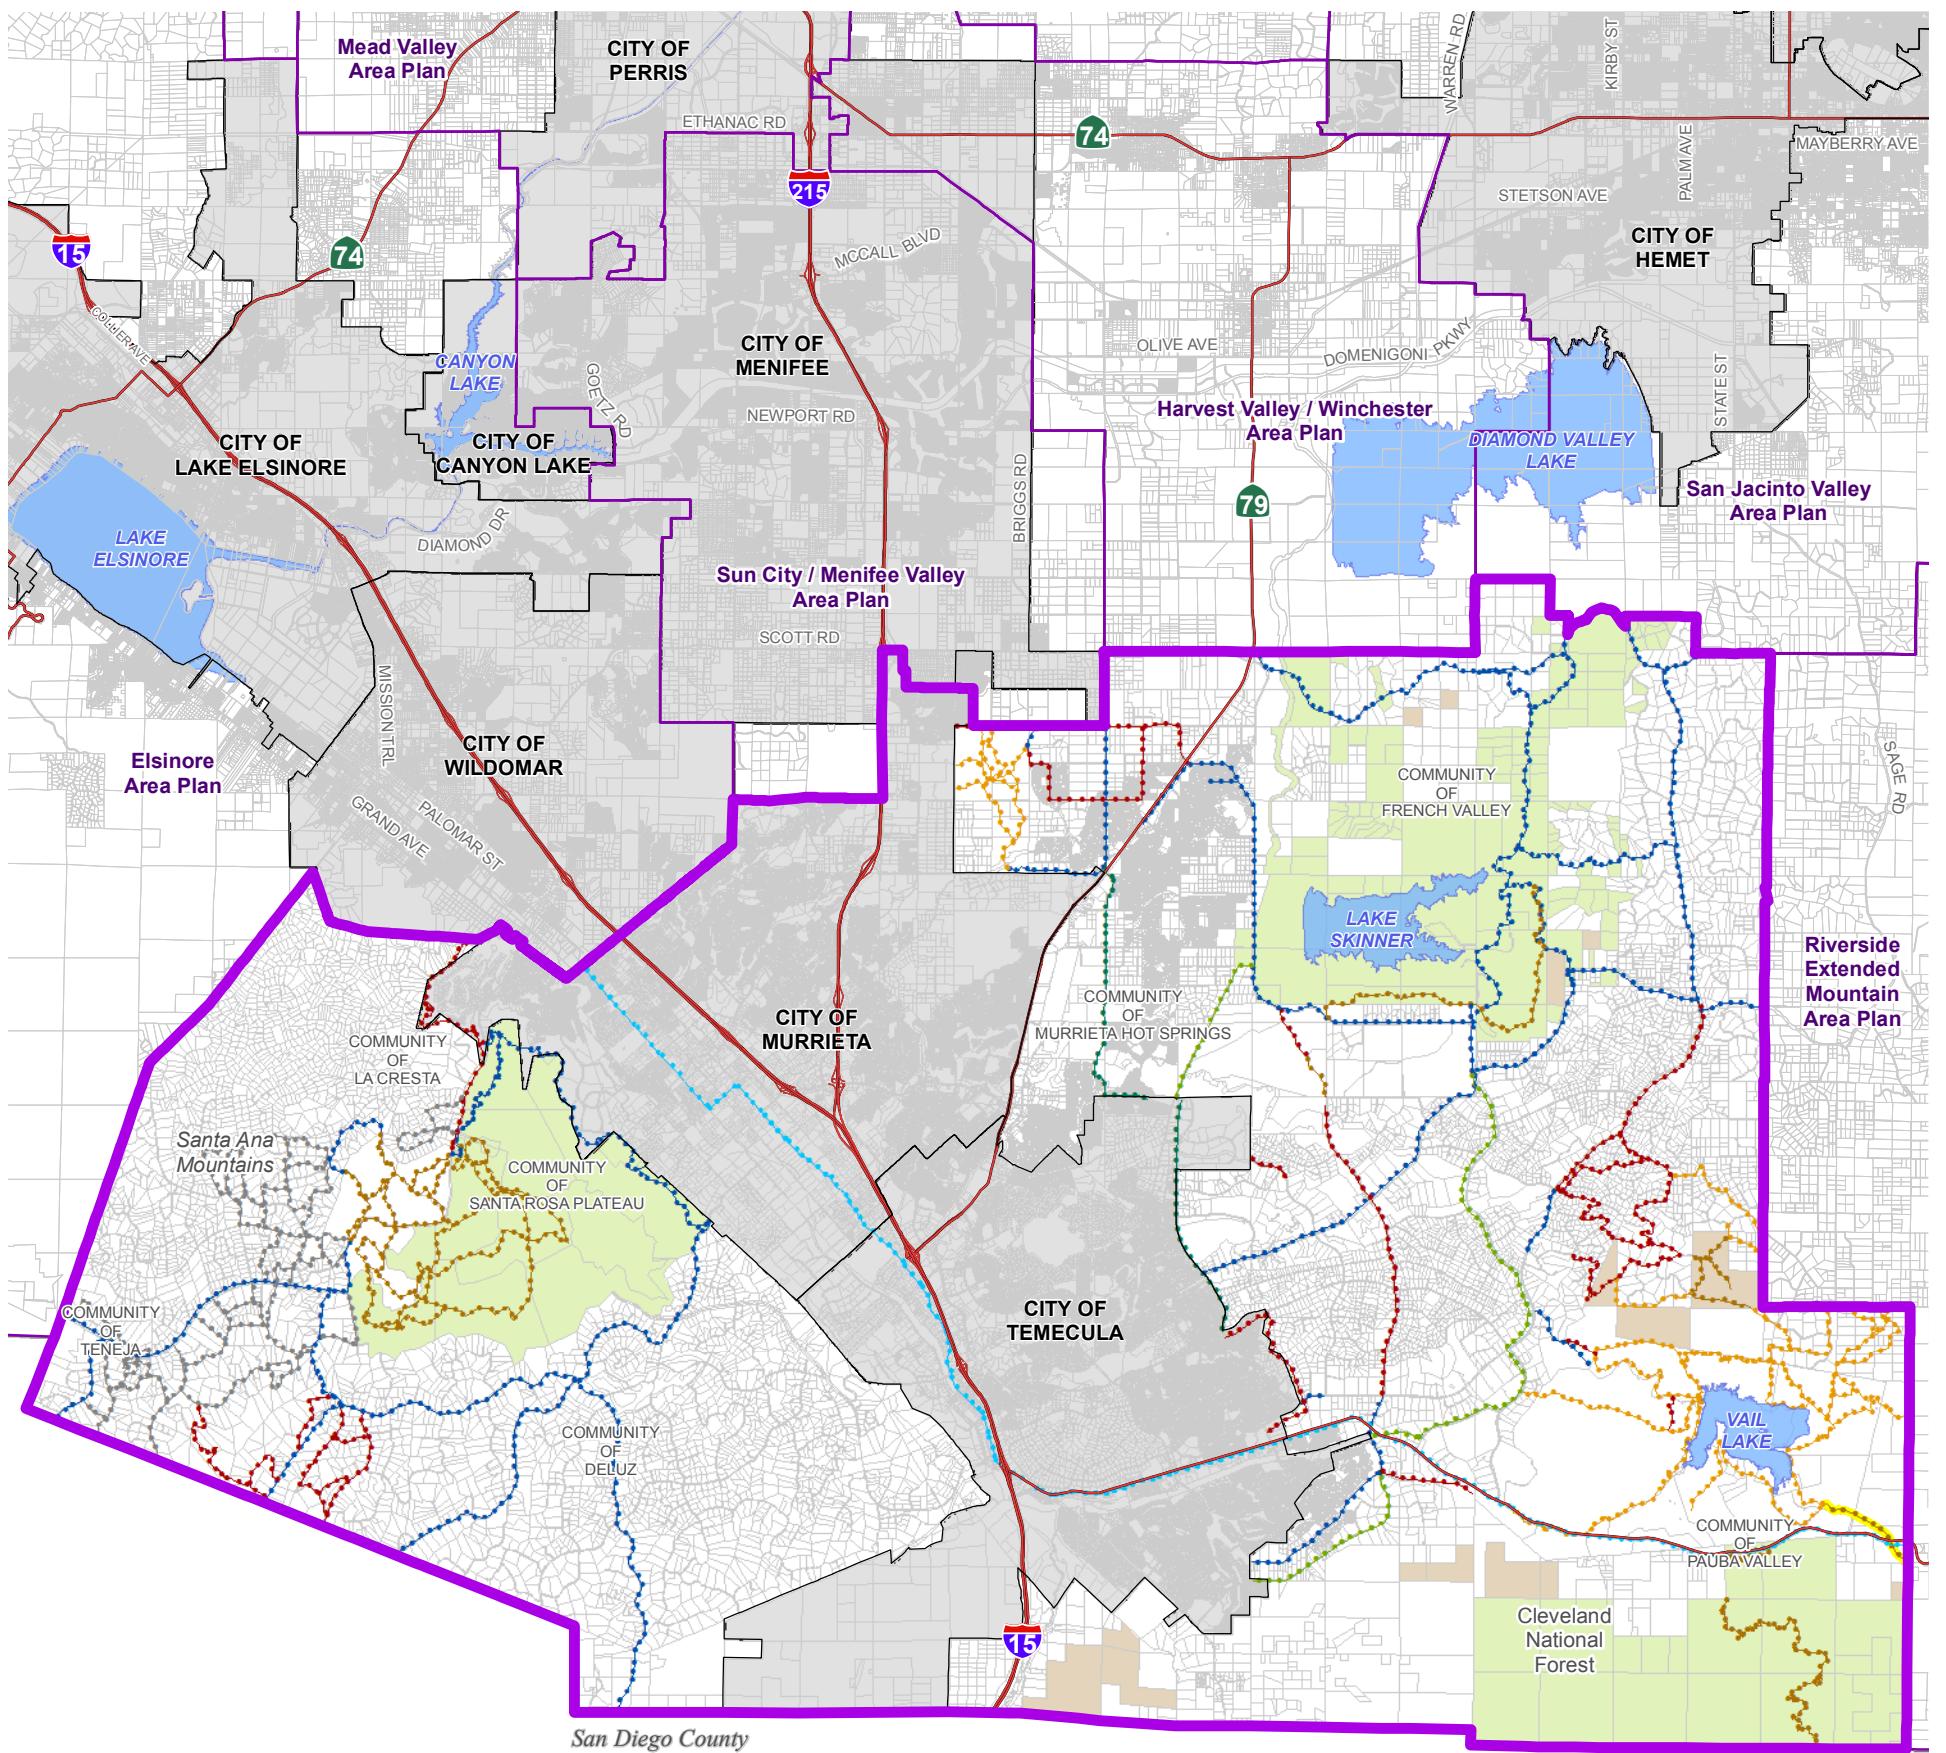 Mead Valley
Area Plan
CITY OF
PERRIS
WARREN RD
KIRBY ST
ETHANAC RD
74
MAYBERRY AVE
PALM AVE
215
STETSON AVE
15
74
MCCALL BLVD
CITY OF
HEMET
COLLIER AVE
CANYON
LAKE
CITY OF
MENIFEE
OLIVE AVE
DOMENIGONI PKWY
STATE ST
GOETZ RD
NEWPORT RD
Harvest Valley / Winchester
Area Plan
DIAMOND VALLEY
LAKE
CITY OF
LAKE ELSINORE
CITY OF
CANYON LAKE
BRIGGS RD
79
San Jacinto Valley
Area Plan
LAKE
ELSINORE
DIAMOND DR
Sun City / Menifee Valley
Area Plan
SCOTT RD
MISSION TRL
CITY OF
WILDOMAR
Elsinore
Area Plan
GRAND AVE
PALOMAR ST
COMMUNITY
OF
FRENCH VALLEY
SAGE RD
LAKE
SKINNER
Riverside
Extended
Mountain
Area Plan
COMMUNITY
OF
MURRIETA HOT SPRINGS
CITY OF
MURRIETA
COMMUNITY
OF
LA CRESTA
Santa Ana
Mountains
COMMUNITY
OF
SANTA ROSA PLATEAU
COMMUNITY
OF
TENEJA
CITY OF
TEMECULA
COMMUNITY
OF
DELUZ
VAIL
LAKE
COMMUNITY
OF
PAUBA VALLEY
Cleveland
National
Forest
15
San Diego County